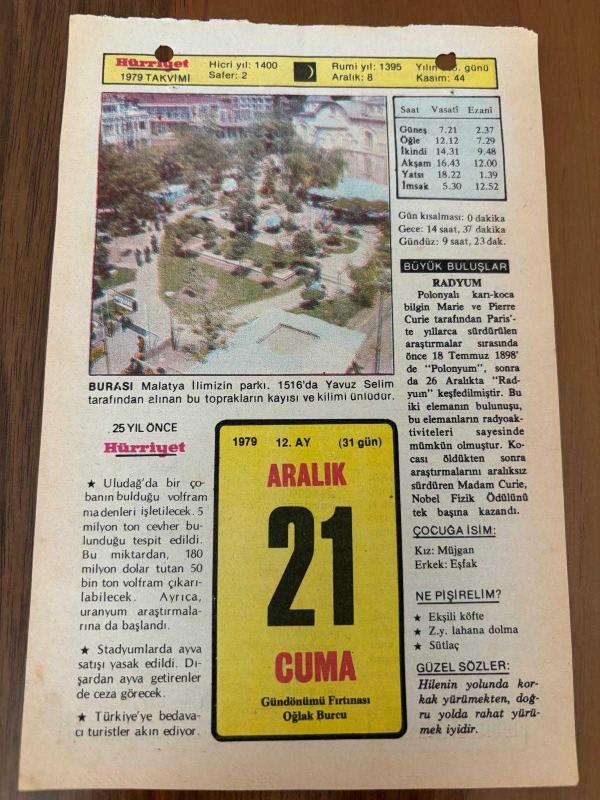 Hürriyet
1979 TAKVİMİ
Hicri yıl: 1400
Safer: 2
Rumi yıl: 1395
Aralık: 8
Yılın günü
Kasım: 44
Saat Vasatî Ezanî
Güneş 7.21 2.37
Öğle 12.12 7.29
İkindi 14.31 9.48
Akşam 16.43 12.00
Yatsı 18.22 1.39
İmsak 5.30 12.52
Gün kısalması: 0 dakika
Gece: 14 saat, 37 dakika
Gündüz: 9 saat, 23 dak.
BURASI Malatya İlimizin parkı. 1516'da Yavuz Selim
tarafından alınan bu toprakların kayısı ve kilimi ünlüdür.
25 YIL ÖNCE
Hürriyet
★ Uludağ'da bir ço-
banın bulduğu volfram
madenleri işletilecek. 5
milyon ton cevher bu-
lunduğu tespit edildi.
Bu miktardan, 180
milyon dolar tutan 50
bin ton volfram çıkarı-
labilecek. Ayrıca,
uranyum araştırmala-
rına da başlandı.
★ Stadyumlarda ayva
satışı yasak edildi. Dı-
şardan ayva getirenler
de ceza görecek.
★ Türkiye'ye bedava-
cı turistler akın ediyor.
1979 12. AY (31 gün)
ARALIK
21
CUMA
Gündönümü Fırtınası
Oğlak Burcu
BÜYÜK BULUŞLAR
RADYUM
Polonyalı karı-koca
bilgin Marie ve Pierre
Curie tarafından Paris'-
te yıllarca sürdürülen
araştırmalar sırasında
önce 18 Temmuz 1898'
de "Polonyum", sonra
da 26 Aralıkta "Rad-
yum" keşfedilmiştir. Bu
iki elemanın bulunuşu,
bu elemanların radyoak-
tiviteleri sayesinde
mümkün olmuştur. Ko-
cası öldükten sonra
araştırmalarını aralıksız
sürdüren Madam Curie,
Nobel Fizik Ödülünü
tek başına kazandı.
ÇOCUĞA İSİM:
Kız: Müjgan
Erkek: Eşfak
NE PİŞİRELİM?
★ Ekşili köfte
★ Z.y. lahana dolma
★ Sütlaç
GÜZEL SÖZLER:
Hilenin yolunda kor-
kak yürümekten, doğ-
ru yolda rahat yürü-
mek iyidir.